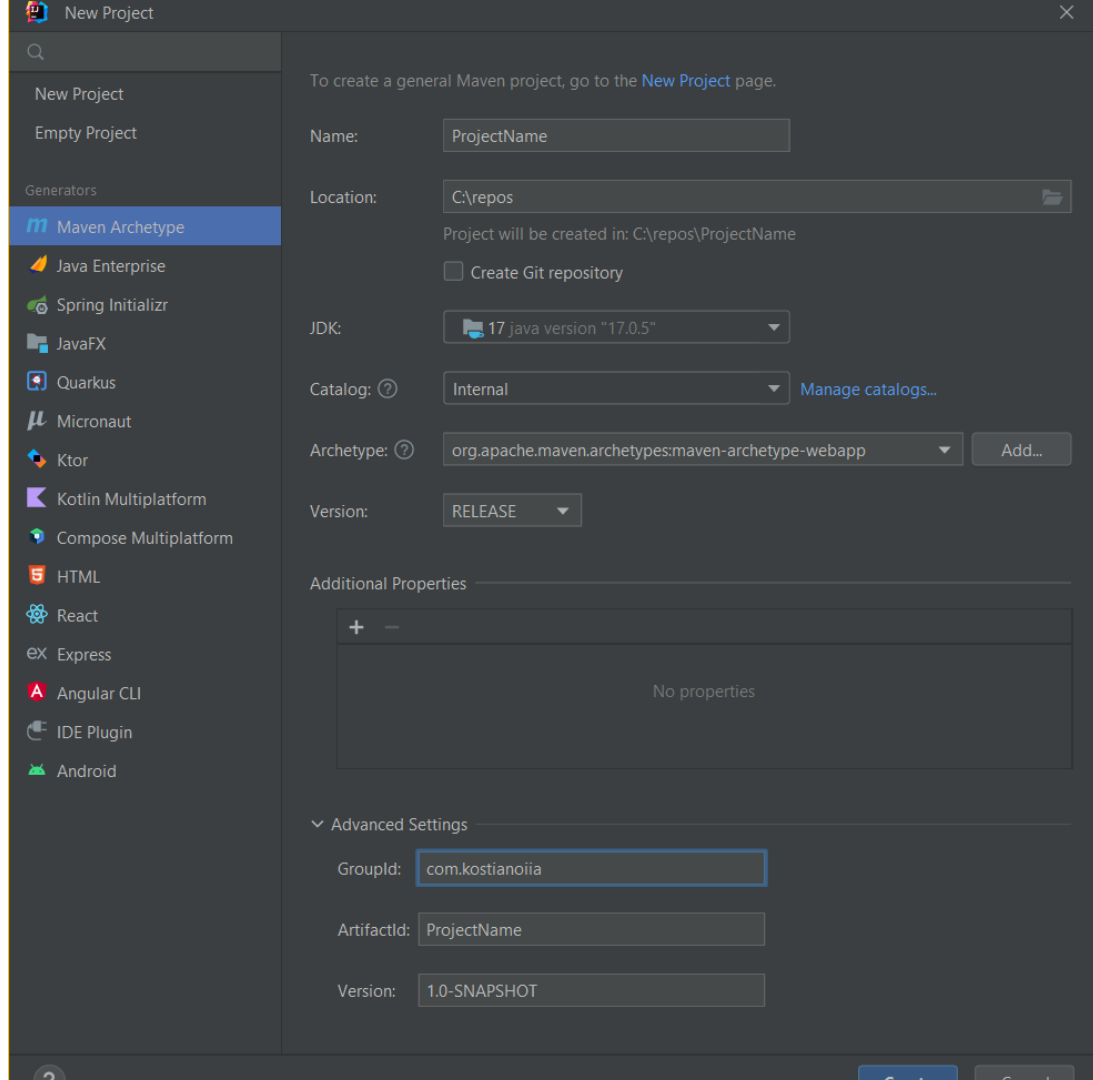 New Project
New Project
Empty Project
Generators
Maven Archetype
Java Enterprise
Spring Initializr
JavaFX
Quarkus
Micronaut
Ktor
Kotlin Multiplatform
Compose Multiplatform
HTML
React
ex Express
Angular CLI
IDE Plugin
Android
To create a general Maven project, go to the New Project page.
Name: ProjectName
Location: C:\repos
Project will be created in: C:\repos\ProjectName
Create Git repository
JDK: 17 java version "17.0.5"
Catalog: ? Internal Manage catalogs...
Archetype: ? org.apache.maven.archetypes:maven-archetype-webapp Add...
Version: RELEASE
Additional Properties
No properties
Advanced Settings
GroupId: com.kostianoiia
ArtifactId: ProjectName
Version: 1.0-SNAPSHOT